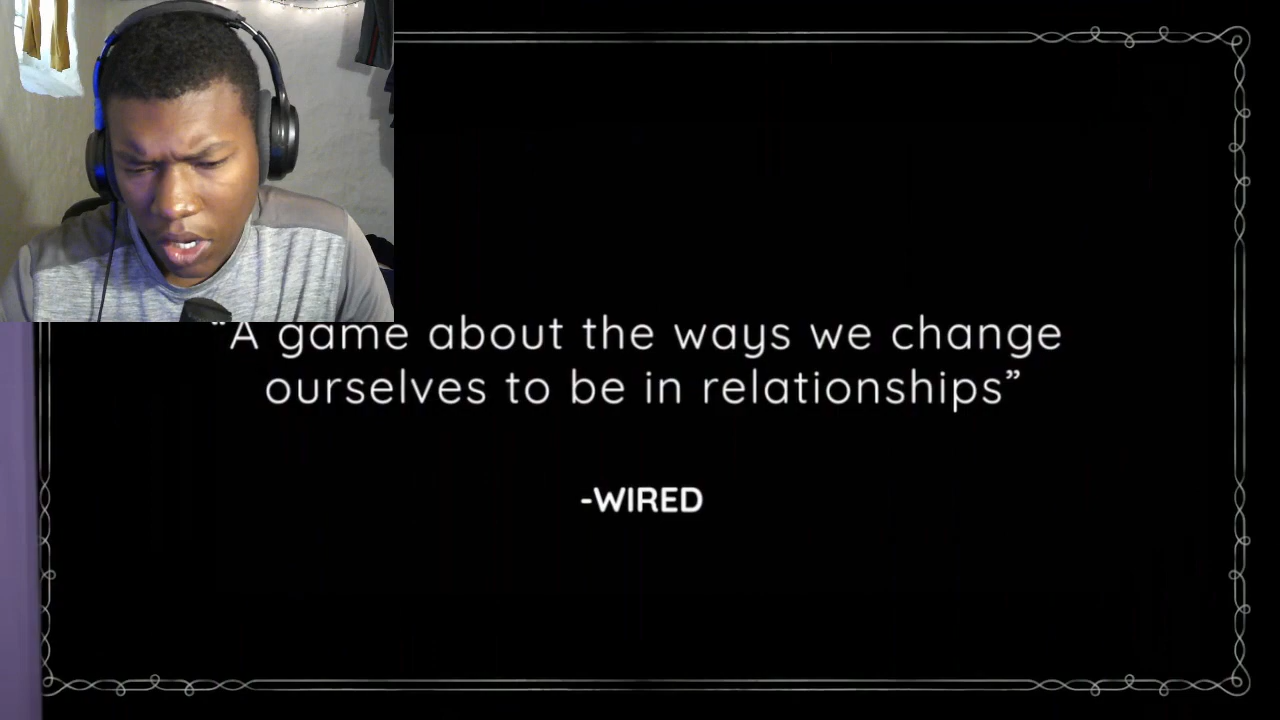 “A game about the ways we change
ourselves to be in relationships”
-WIRED